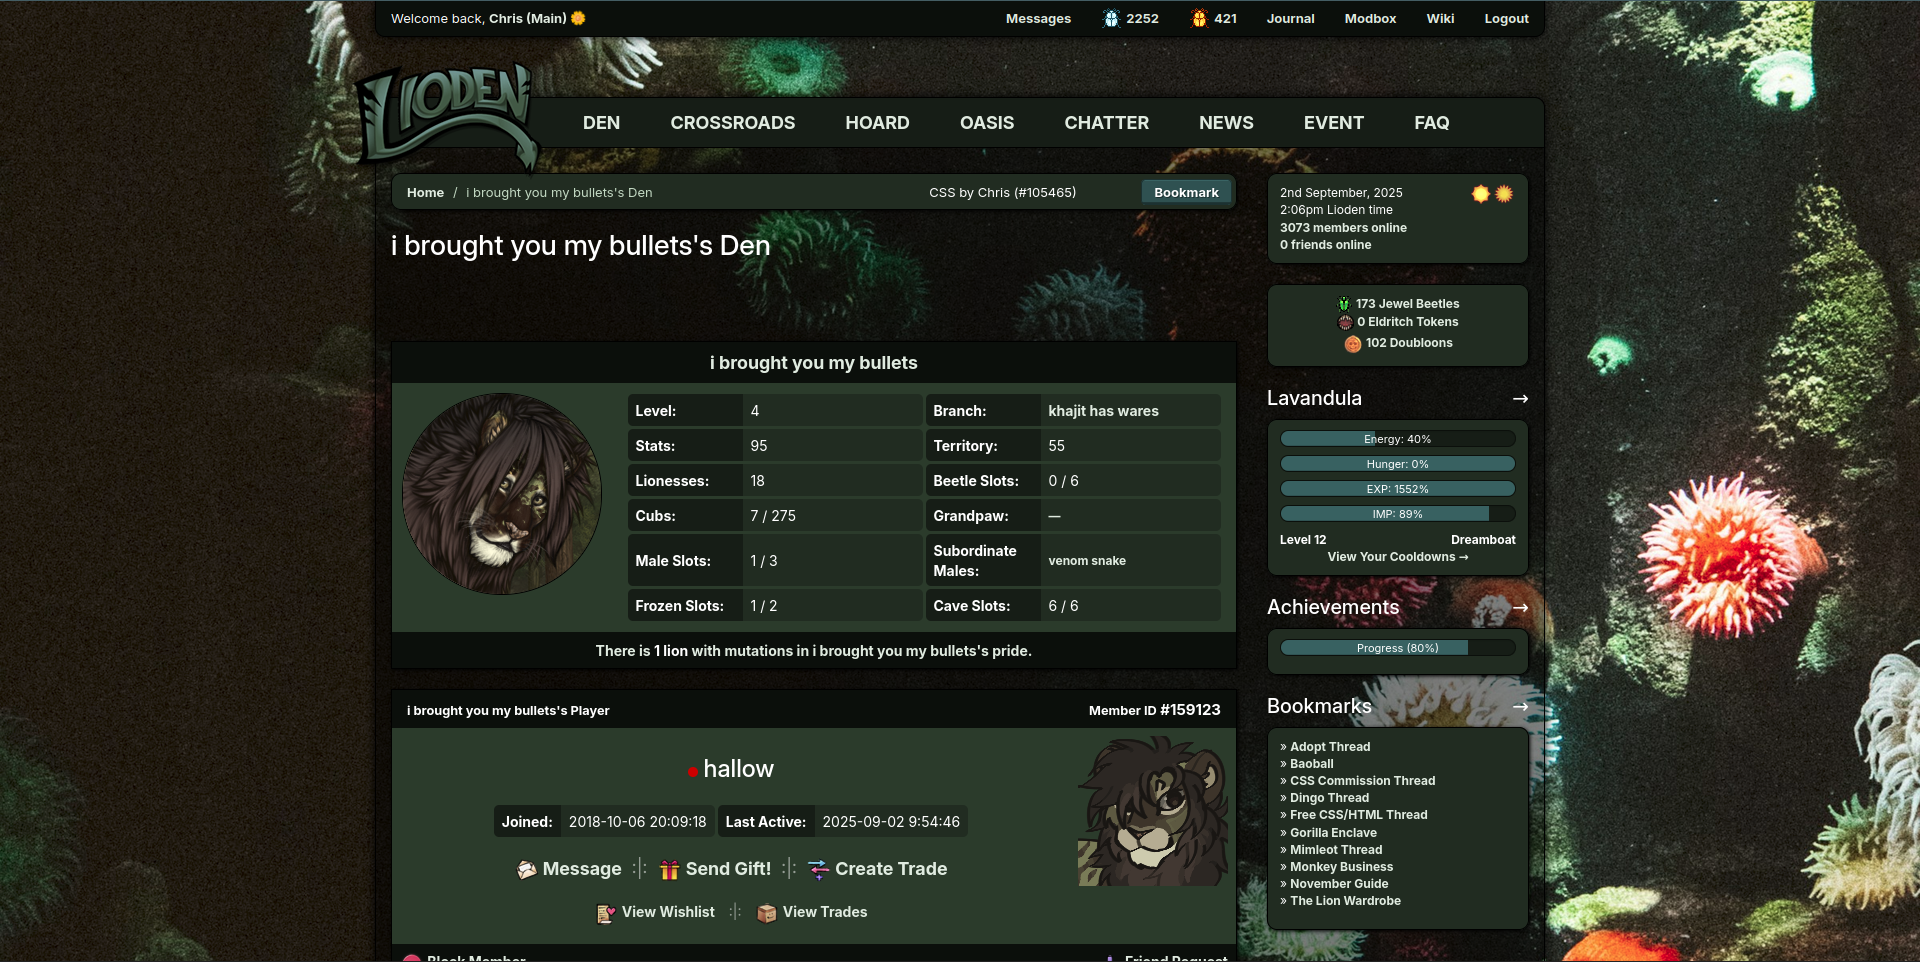 Welcome back, Chris (Main)
Messages 2252 421 Journal Modbox Wiki Logout
LIODEN
DEN CROSSROADS HOARD OASIS CHATTER NEWS EVENT FAQ
Home / i brought you my bullets's Den CSS by Chris (#105465) Bookmark
i brought you my bullets's Den
i brought you my bullets
Level: 4 Branch: khajit has wares
Stats: 95 Territory: 55
Lionesses: 18 Beetle Slots: 0 / 6
Cubs: 7 / 275 Grandpaw: —
Male Slots: 1 / 3 Subordinate Males: venom snake
Frozen Slots: 1 / 2 Cave Slots: 6 / 6
There is 1 lion with mutations in i brought you my bullets's pride.
i brought you my bullets's Player Member ID #159123
hallow
Joined: 2018-10-06 20:09:18 Last Active: 2025-09-02 9:54:46
Message :|: Send Gift! :|: Create Trade
View Wishlist :|: View Trades
Block Member Friend Request
2nd September, 2025
2:06pm Lioden time
3073 members online
0 friends online
173 Jewel Beetles
0 Eldritch Tokens
102 Doubloons
Lavandula →
Energy: 40%
Hunger: 0%
EXP: 1552%
IMP: 89%
Level 12 Dreamboat
View Your Cooldowns →
Achievements →
Progress (80%)
Bookmarks →
» Adopt Thread
» Baoball
» CSS Commission Thread
» Dingo Thread
» Free CSS/HTML Thread
» Gorilla Enclave
» Mimleot Thread
» Monkey Business
» November Guide
» The Lion Wardrobe